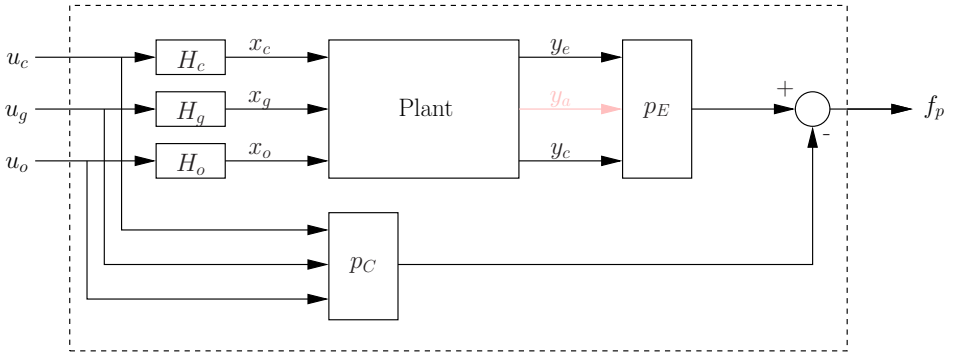 u_c H_c x_c y_e
u_g H_g x_g Plant y_a p_E + f_p
u_o H_o x_o y_c -
p_C